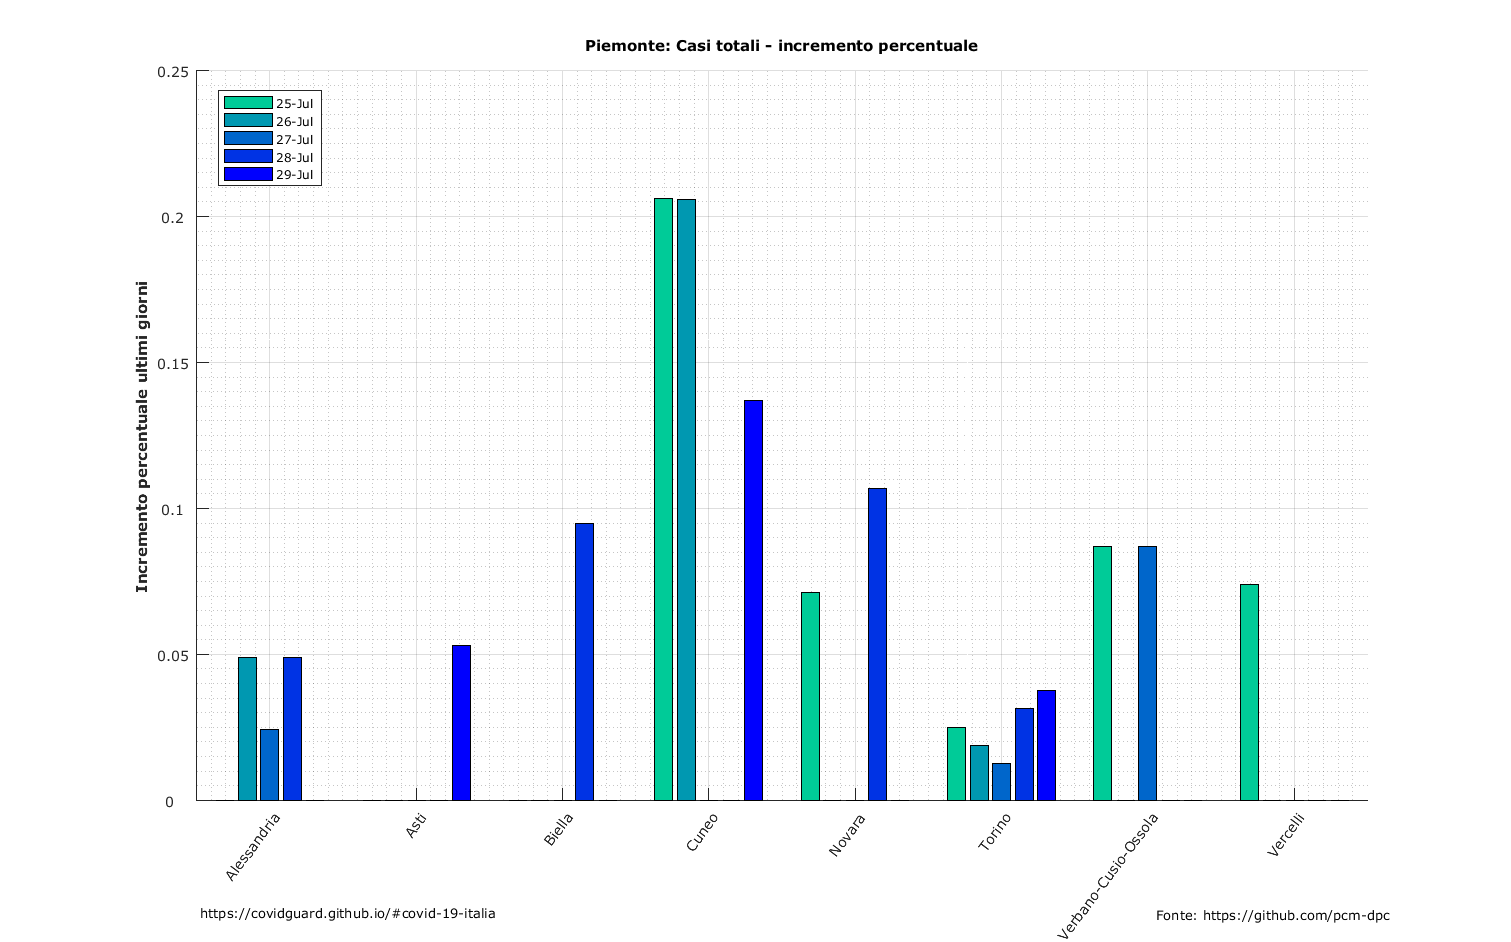 Piemonte: Casi totali - incremento percentuale
0.25
0.2
0.15
0.1
0.05
0
Incremento percentuale ultimi giorni
25-Jul
26-Jul
27-Jul
28-Jul
29-Jul
Alessandria
Asti
Biella
Cuneo
Novara
Torino
Verbano-Cusio-Ossola
Vercelli
https://covidguard.github.io/#covid-19-italia
Fonte: https://github.com/pcm-dpc